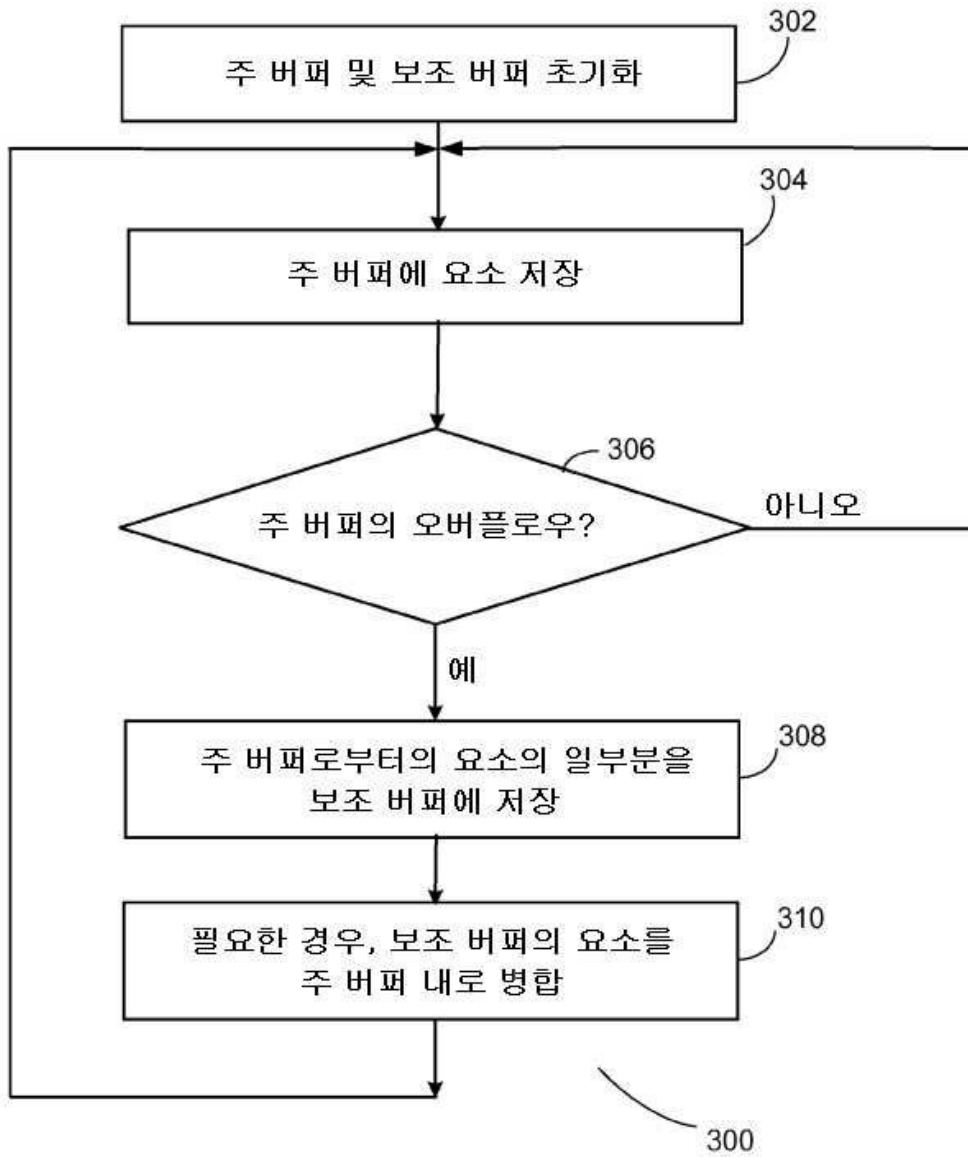 302
주 버퍼 및 보조 버퍼 초기화
304
주 버퍼에 요소 저장
306
주 버퍼의 오버플로우?
아니오
예
308
주 버퍼로부터의 요소의 일부분을
보조 버퍼에 저장
310
필요한 경우, 보조 버퍼의 요소를
주 버퍼 내로 병합
300